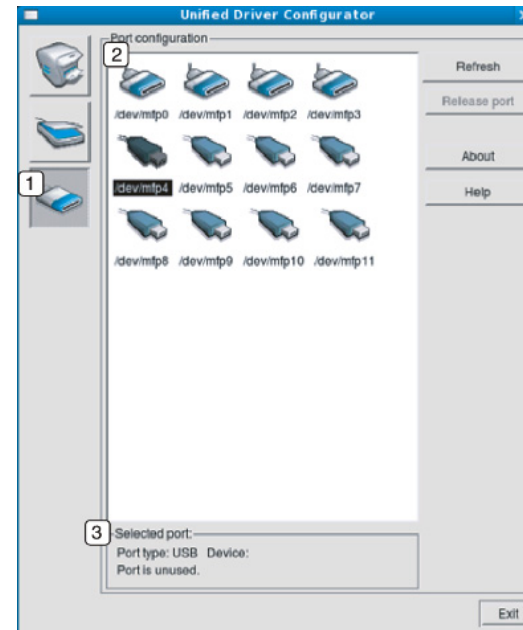 Unified Driver Configurator
Port configuration
2
/dev/mfp0 /dev/mfp1 /dev/mfp2 /dev/mfp3
/dev/mfp4 /dev/mfp5 /dev/mfp6 /dev/mfp7
/dev/mfp8 /dev/mfp9 /dev/mfp10 /dev/mfp11
Refresh
Release port
About
Help
1
3
Selected port:
Port type: USB Device:
Port is unused.
Exit